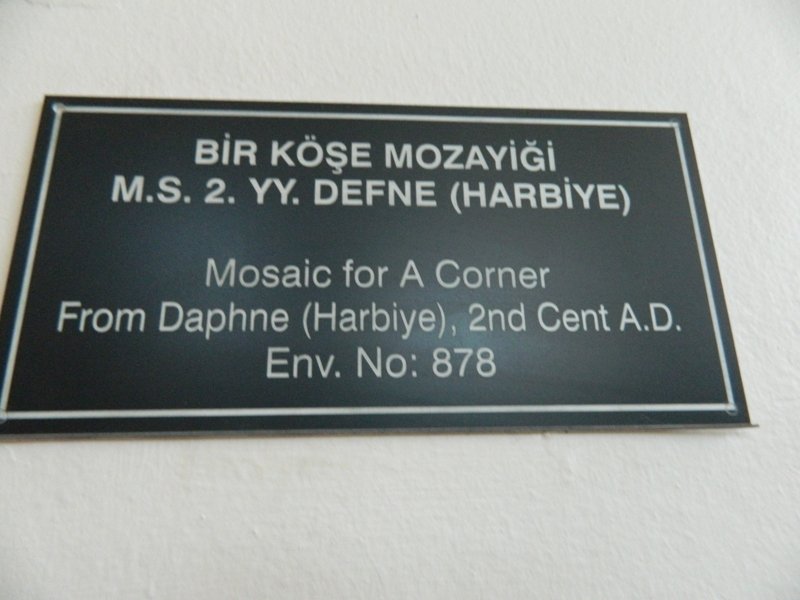 BİR KÖŞE MOZAYİĞİ
M.S. 2. YY. DEFNE (HARBİYE)
Mosaic for A Corner
From Daphne (Harbiye), 2nd Cent A.D.
Env. No: 878